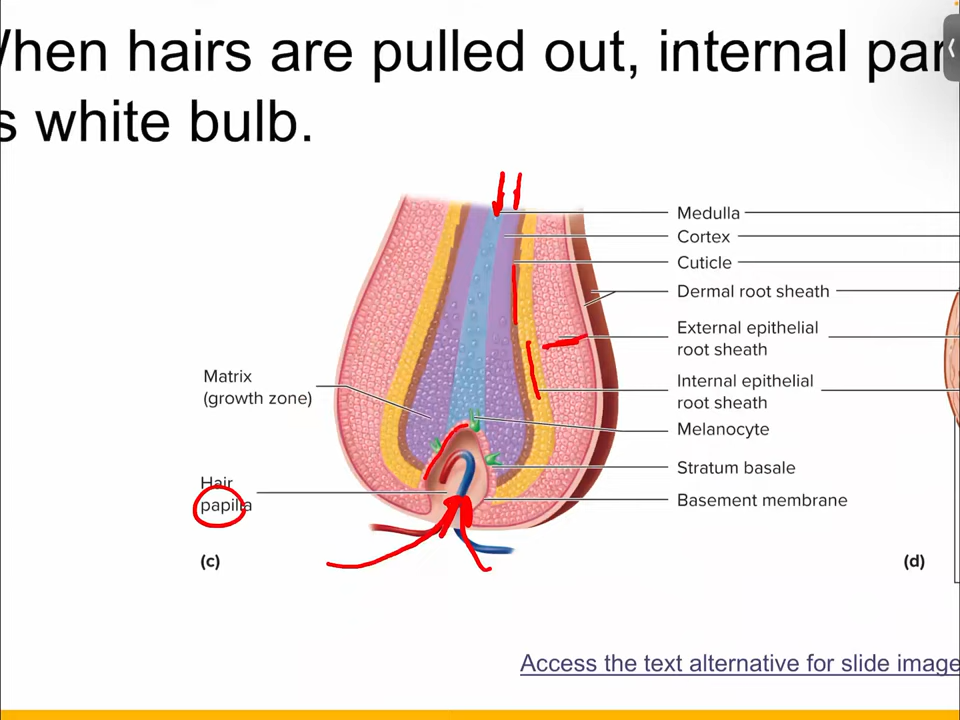 When hairs are pulled out, internal par
s white bulb.
Medulla
Cortex
Cuticle
Dermal root sheath
External epithelial
root sheath
Matrix
(growth zone)
Internal epithelial
root sheath
Melanocyte
Stratum basale
Hair
papilla
Basement membrane
(c)
(d)
Access the text alternative for slide image